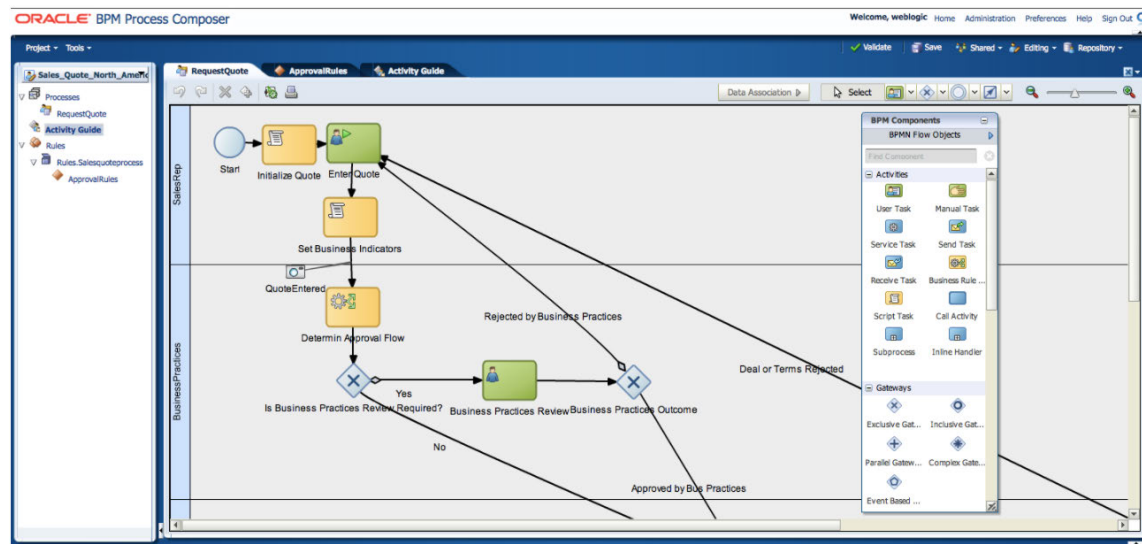 ORACLE BPM Process Composer
Welcome, weblogic Home Administration Preferences Help Sign Out
Project Tools
Validate Save Shared Editing Repository
Sales_Quote_North_Americ
RequestQuote ApprovalRules Activity Guide
Processes
RequestQuote
Activity Guide
Rules
Rules.Salesquoteprocess
ApprovalRules
Data Association Select
SalesRep
Start
Initialize Quote
Enter Quote
Set Business Indicators
BusinessPractices
QuoteEntered
Determin Approval Flow
Rejected by Business Practices
Deal or Terms Rejected
Yes
Is Business Practices Review Required?
Business Practices Review
Business Practices Outcome
No
Approved by Bus Practices
BPM Components
BPMN Flow Objects
Find Component
Activities
User Task Manual Task
Service Task Send Task
Receive Task Business Rule ...
Script Task Call Activity
Subprocess Inline Handler
Gateways
Exclusive Gat... Inclusive Gat...
Parallel Gatew... Complex Gate...
Event Based ...